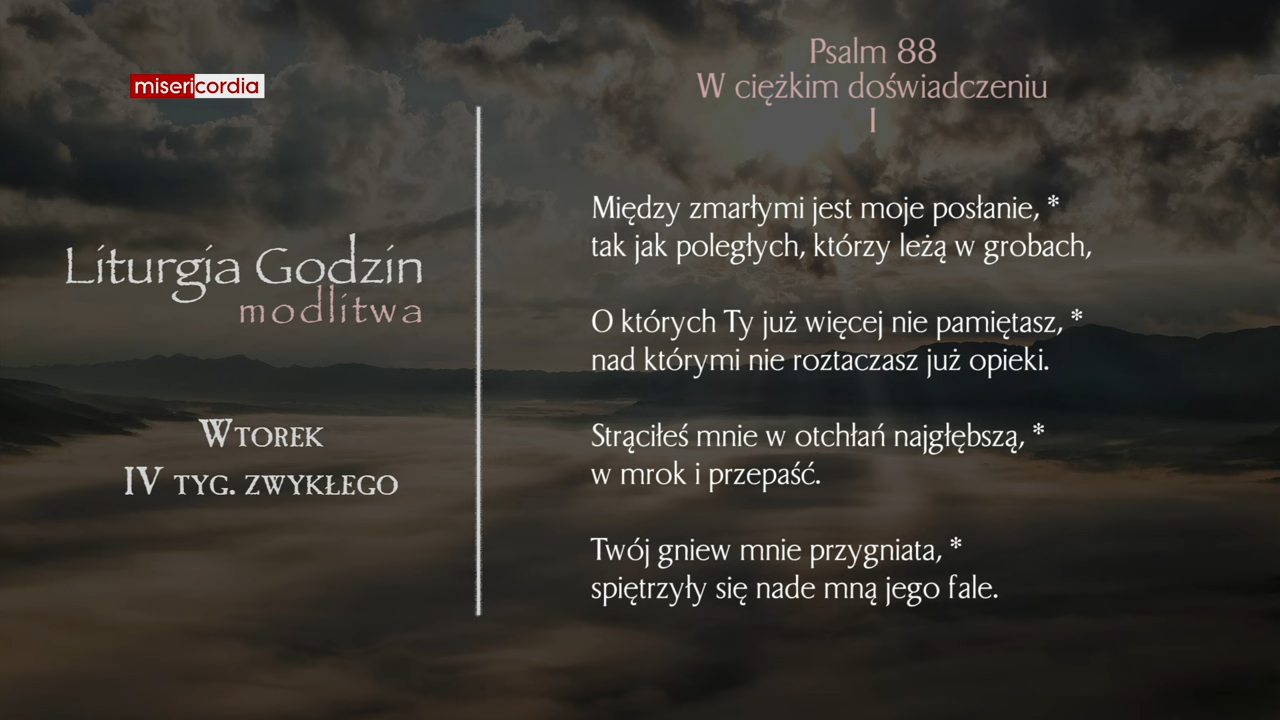 misericordia
Liturgia Godzin
modlitwa
Wtorek
IV tyg. zwykłego
Psalm 88
W ciężkim doświadczeniu
I
Między zmarłymi jest moje posłanie, *
tak jak poległych, którzy leżą w grobach,
O których Ty już więcej nie pamiętasz, *
nad którymi nie roztaczasz już opieki.
Strąciłeś mnie w otchłań najgłębszą, *
w mrok i przepaść.
Twój gniew mnie przygniata, *
spiętrzyły się nade mną jego fale.